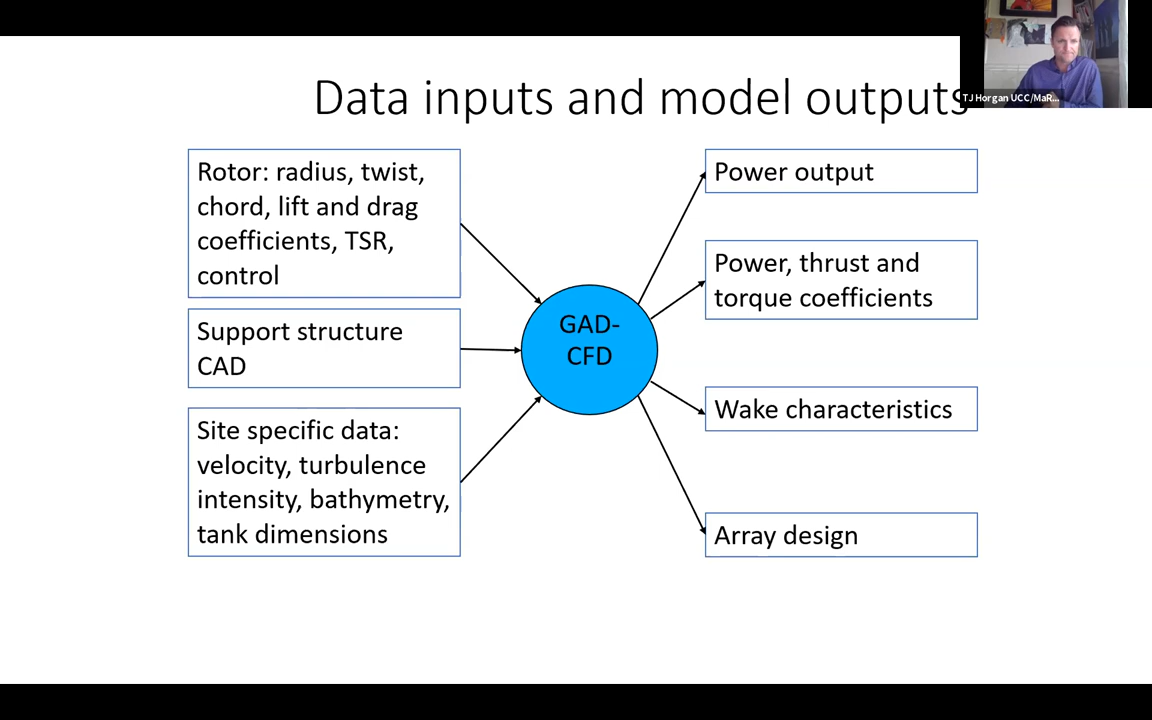 Data inputs and model outputs
TJ Horgan UCC/MaR...
Rotor: radius, twist,
chord, lift and drag
coefficients, TSR,
control
Support structure
CAD
Site specific data:
velocity, turbulence
intensity, bathymetry,
tank dimensions
GAD-
CFD
Power output
Power, thrust and
torque coefficients
Wake characteristics
Array design